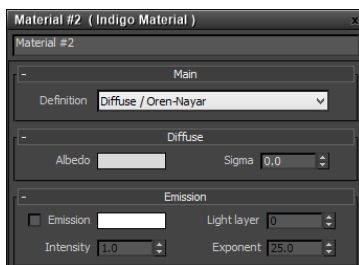 Material #2 ( Indigo Material ) x
Material #2
- Main
Definition Diffuse / Oren-Nayar
- Diffuse
Albedo Sigma 0.0
- Emission
Emission Light layer 0
Intensity 1.0 Exponent 25.0